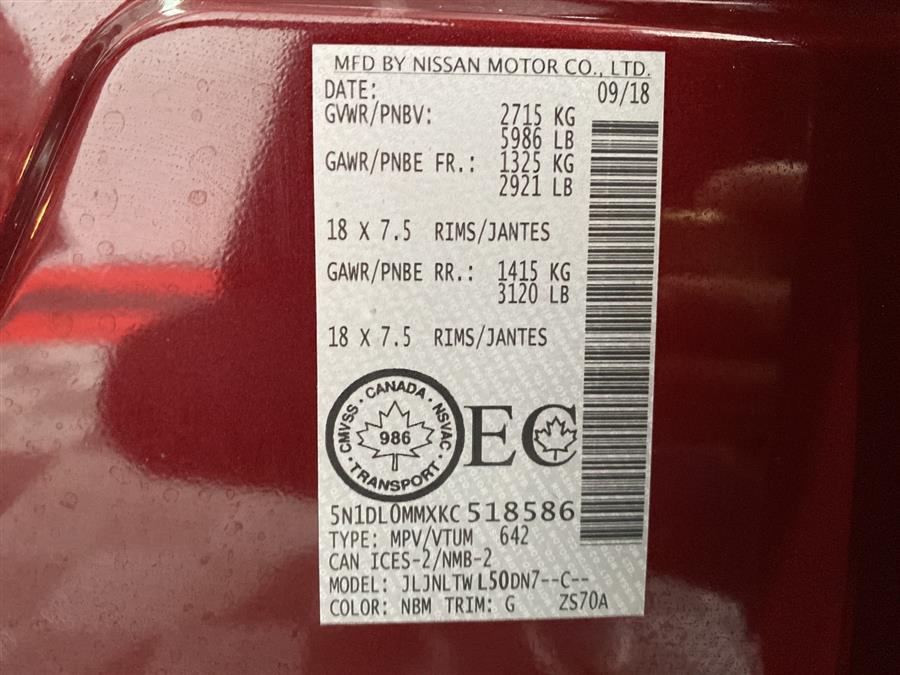 MFD BY NISSAN MOTOR CO., LTD.
DATE: 09/18
GVWR/PNBV: 2715 KG
5986 LB
GAWR/PNBE FR.: 1325 KG
2921 LB
18 X 7.5 RIMS/JANTES
GAWR/PNBE RR.: 1415 KG
3120 LB
18 X 7.5 RIMS/JANTES
CMVSS · CANADA · NSVAC · TRANSPORT ·
986
EC
5N1DL0MMXKC518586
TYPE: MPV/VTUM 642
CAN ICES-2/NMB-2
MODEL: JLJNLTWL50DN7--C--
COLOR: NBM TRIM: G ZS70A